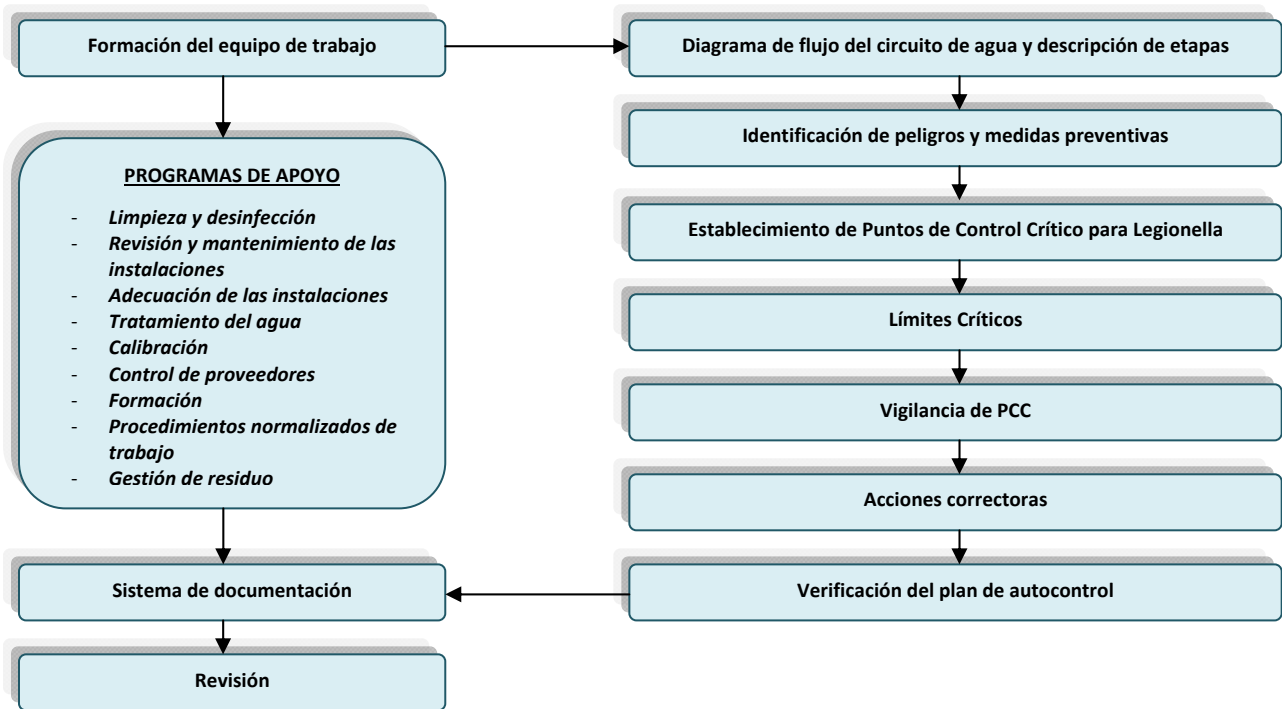 Formación del equipo de trabajo
Diagrama de flujo del circuito de agua y descripción de etapas
Identificación de peligros y medidas preventivas
PROGRAMAS DE APOYO
- Limpieza y desinfección
- Revisión y mantenimiento de las
instalaciones
- Adecuación de las instalaciones
- Tratamiento del agua
- Calibración
- Control de proveedores
- Formación
- Procedimientos normalizados de
trabajo
- Gestión de residuo
Establecimiento de Puntos de Control Crítico para Legionella
Límites Críticos
Vigilancia de PCC
Acciones correctoras
Verificación del plan de autocontrol
Sistema de documentación
Revisión